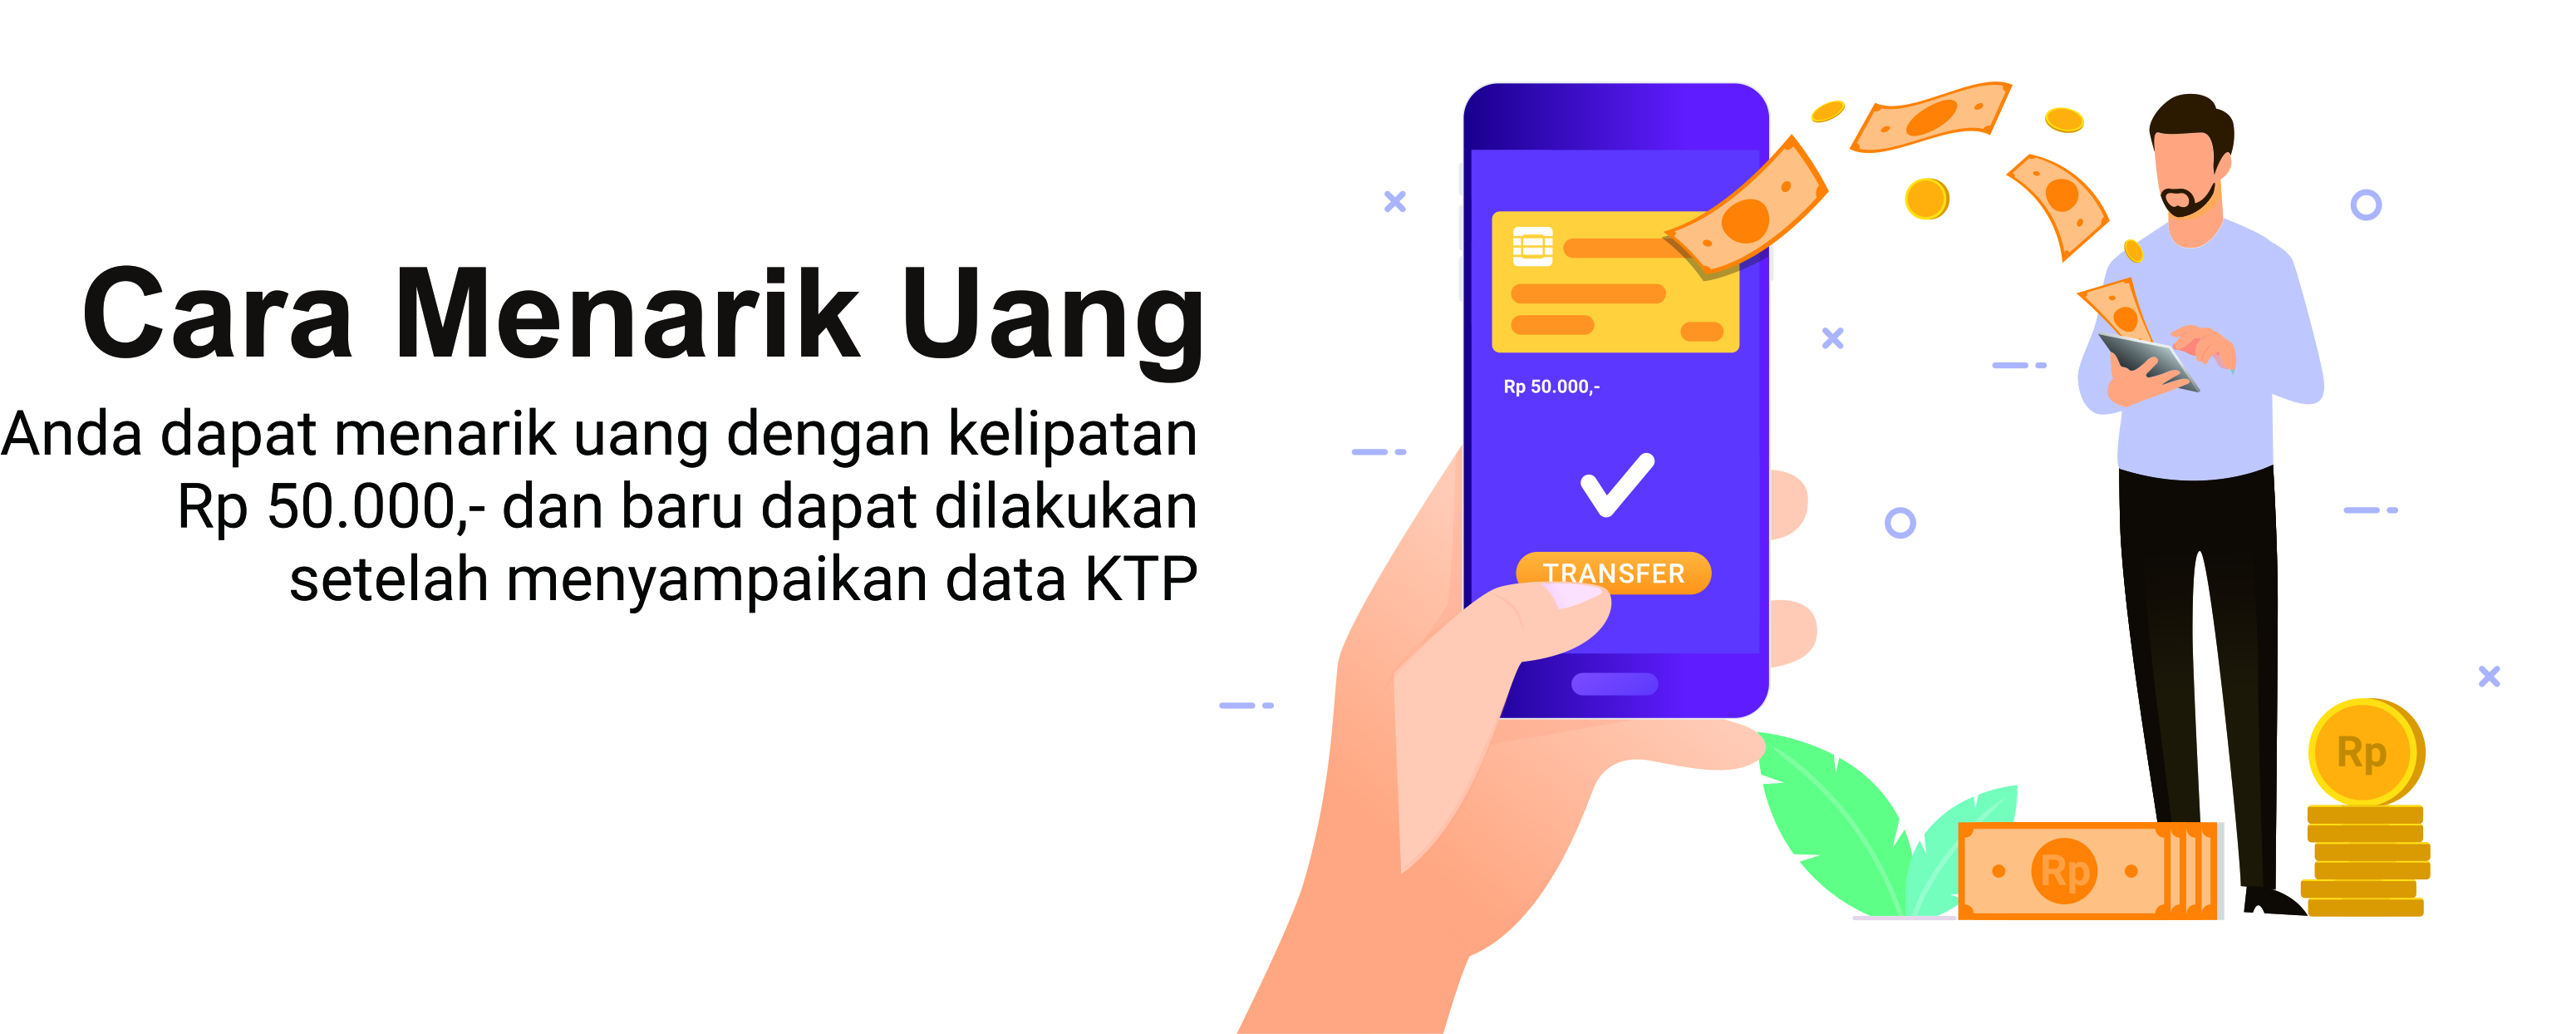 Cara Menarik Uang
Anda dapat menarik uang dengan kelipatan
Rp 50.000,- dan baru dapat dilakukan
setelah menyampaikan data KTP
Rp 50.000,-
TRANSFER
Rp
Rp